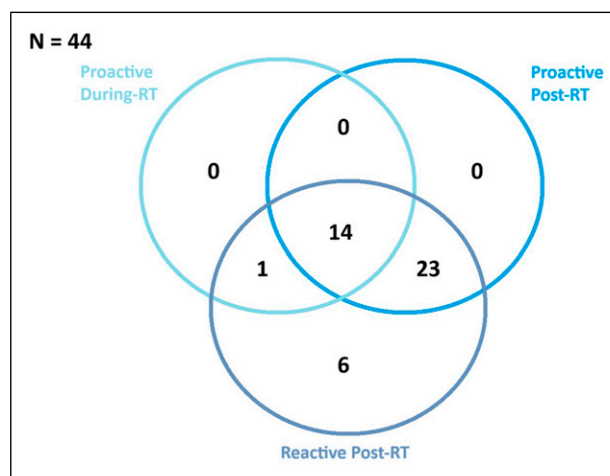 N = 44
Proactive
During-RT
Proactive
Post-RT
0
0
0
14
1
23
6
Reactive Post-RT